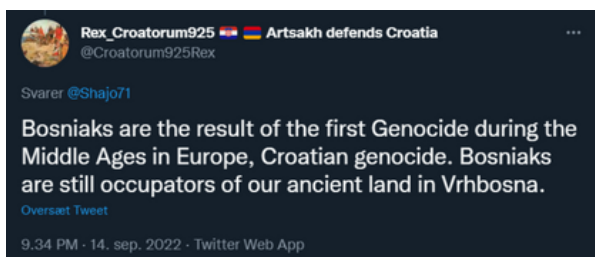 Rex_Croatorum925 🇭🇷 🇦🇲 Artsakh defends Croatia
@Croatorum925Rex
Svarer @Shajo71
Bosniaks are the result of the first Genocide during the
Middle Ages in Europe, Croatian genocide. Bosniaks
are still occupators of our ancient land in Vrhbosna.
Oversæt Tweet
9.34 PM · 14. sep. 2022 · Twitter Web App